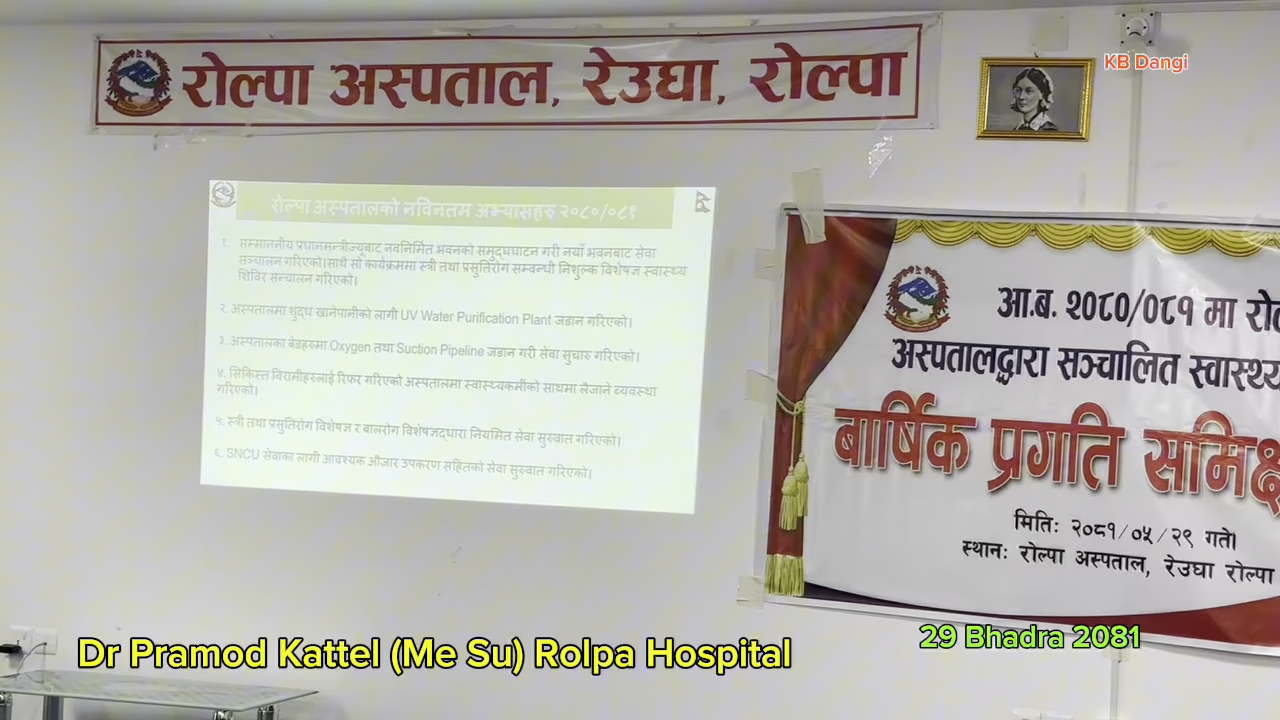 रोल्पा अस्पताल, रेउघा, रोल्पा
KB Dangi
रोल्पा अस्पतालको नविनतम अभ्यासहरु २०८०/०८१
१. सम्माननीय प्रधानमन्त्रीज्यूबाट नवनिर्मित भवनको समुद्घघाटन गरी नयाँ भवनबाट सेवा
सञ्चालन गरिएको।साथै सो कार्यक्रममा स्त्री तथा प्रसुतिरोग सम्वन्धी निशुल्क विशेषज्ञ स्वास्थ्य
शिविर सन्चालन गरिएको।
२. अस्पतालमा शुद्ध खानेपानीको लागी UV Water Purification Plant जडान गरिएको।
३. अस्पतालका बेडहरुमा Oxygen तथा Suction Pipeline जडान गरी सेवा सुचारु गरिएको।
४. सिकिस्त विरामीहरुलाई रिफर गरिएको अस्पतालमा स्वास्थ्यकर्मीको साथमा लैजाने व्यवस्था
गरिएको।
५. स्त्री तथा प्रसुतिरोग विशेषज्ञ र बालरोग विशेषज्ञद्धारा नियमित सेवा सुरुवात गरिएको।
६. SNCU सेवाका लागी आवश्यक औजार उपकरण सहितको सेवा सुरुवात गरिएको।
आ.ब. २०८०/०८१ मा
अस्पतालद्वारा सञ्चालित
बार्षिक प्रगति
मितिः २०८१/०५/२९ गते।
स्थानः रोल्पा अस्पताल, रेउघा रोल्पा
Dr Pramod Kattel (Me Su) Rolpa Hospital
29 Bhadra 2081